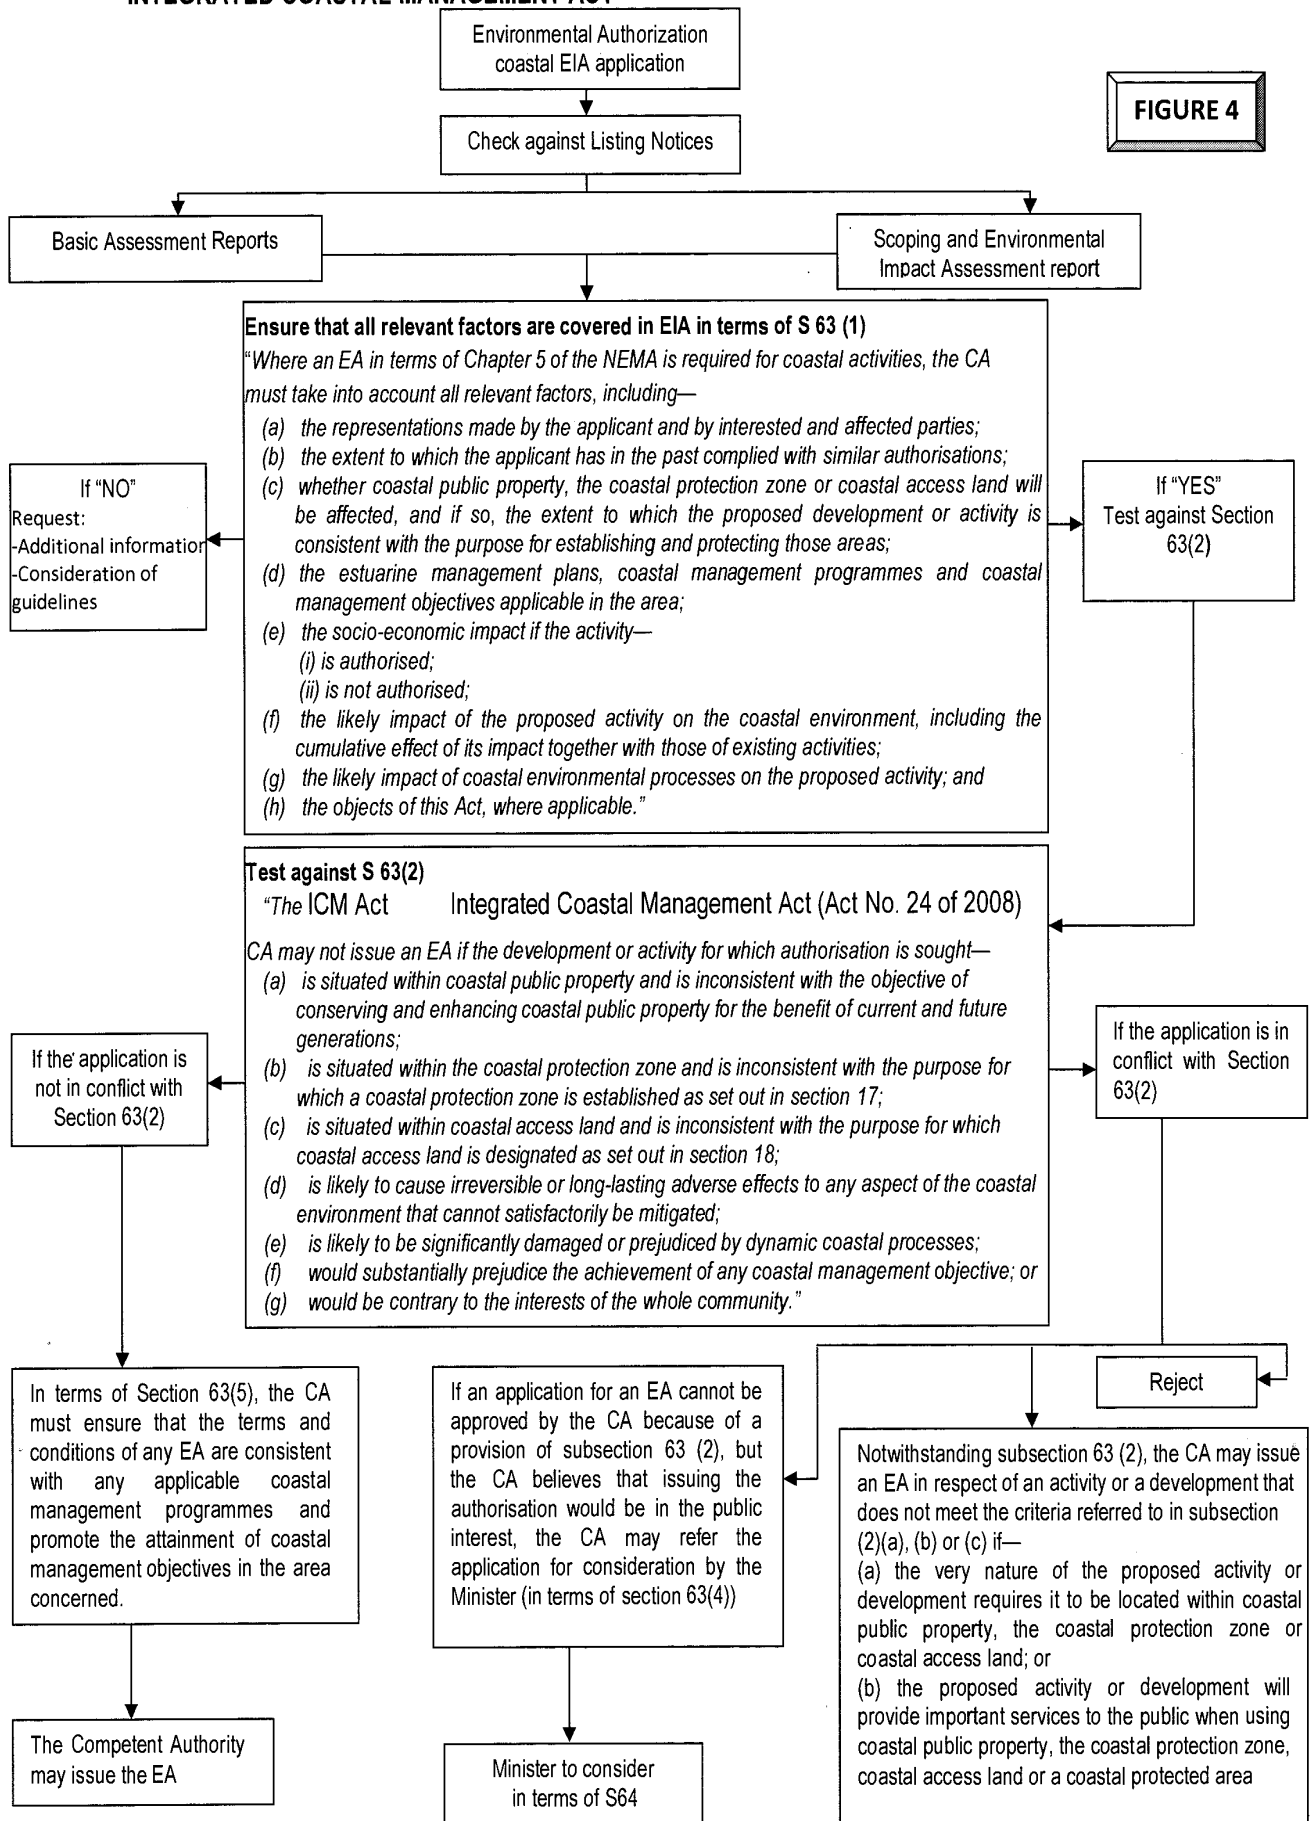 INTEGRATED COASTAL MANAGEMENT ACT
Environmental Authorization
coastal EIA application
FIGURE 4
Check against Listing Notices
Basic Assessment Reports
Scoping and Environmental
Impact Assessment report
Ensure that all relevant factors are covered in EIA in terms of S 63 (1)
“Where an EA in terms of Chapter 5 of the NEMA is required for coastal activities, the CA
must take into account all relevant factors, including—
(a) the representations made by the applicant and by interested and affected parties;
(b) the extent to which the applicant has in the past complied with similar authorisations;
(c) whether coastal public property, the coastal protection zone or coastal access land will
be affected, and if so, the extent to which the proposed development or activity is
consistent with the purpose for establishing and protecting those areas;
(d) the estuarine management plans, coastal management programmes and coastal
management objectives applicable in the area;
(e) the socio-economic impact if the activity—
(i) is authorised;
(ii) is not authorised;
(f) the likely impact of the proposed activity on the coastal environment, including the
cumulative effect of its impact together with those of existing activities;
(g) the likely impact of coastal environmental processes on the proposed activity; and
(h) the objects of this Act, where applicable.”
If “NO”
Request:
-Additional information
-Consideration of
guidelines
If “YES”
Test against Section
63(2)
Test against S 63(2)
“The ICM Act Integrated Coastal Management Act (Act No. 24 of 2008)
CA may not issue an EA if the development or activity for which authorisation is sought—
(a) is situated within coastal public property and is inconsistent with the objective of
conserving and enhancing coastal public property for the benefit of current and future
generations;
(b) is situated within the coastal protection zone and is inconsistent with the purpose for
which a coastal protection zone is established as set out in section 17;
(c) is situated within coastal access land and is inconsistent with the purpose for which
coastal access land is designated as set out in section 18;
(d) is likely to cause irreversible or long-lasting adverse effects to any aspect of the coastal
environment that cannot satisfactorily be mitigated;
(e) is likely to be significantly damaged or prejudiced by dynamic coastal processes;
(f) would substantially prejudice the achievement of any coastal management objective; or
(g) would be contrary to the interests of the whole community.”
If the application is
not in conflict with
Section 63(2)
If the application is in
conflict with Section
63(2)
In terms of Section 63(5), the CA
must ensure that the terms and
conditions of any EA are consistent
with any applicable coastal
management programmes and
promote the attainment of coastal
management objectives in the area
concerned.
If an application for an EA cannot be
approved by the CA because of a
provision of subsection 63 (2), but
the CA believes that issuing the
authorisation would be in the public
interest, the CA may refer the
application for consideration by the
Minister (in terms of section 63(4))
Reject
Notwithstanding subsection 63 (2), the CA may issue
an EA in respect of an activity or a development that
does not meet the criteria referred to in subsection
(2)(a), (b) or (c) if—
(a) the very nature of the proposed activity or
development requires it to be located within coastal
public property, the coastal protection zone or
coastal access land; or
(b) the proposed activity or development will
provide important services to the public when using
coastal public property, the coastal protection zone,
coastal access land or a coastal protected area
The Competent Authority
may issue the EA
Minister to consider
in terms of S64